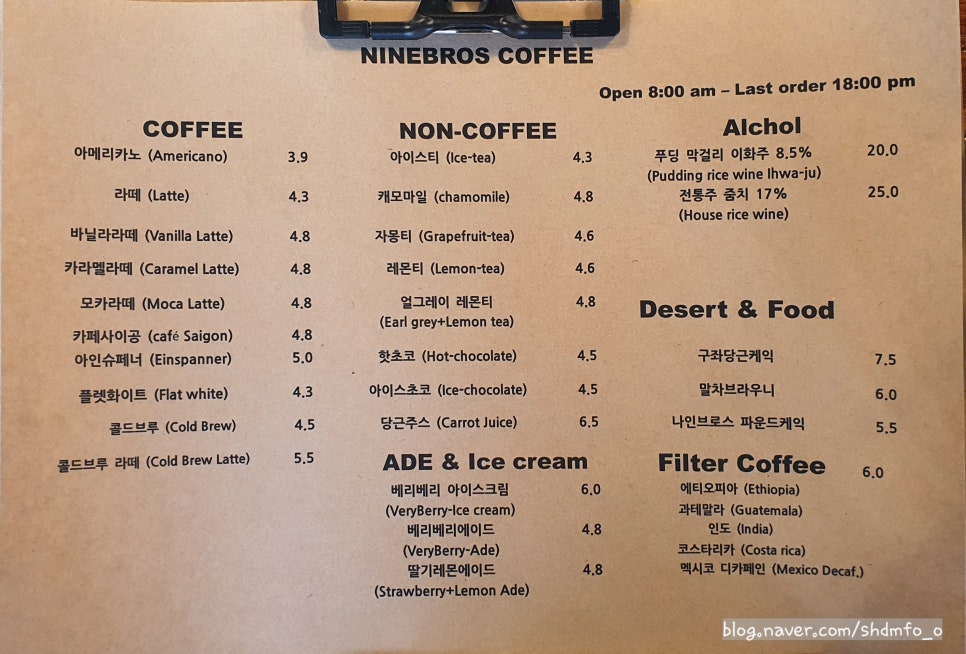 NINEBROS COFFEE
Open 8:00 am – Last order 18:00 pm
COFFEE
아메리카노 (Americano) 3.9
라떼 (Latte) 4.3
바닐라라떼 (Vanilla Latte) 4.8
카라멜라떼 (Caramel Latte) 4.8
모카라떼 (Moca Latte) 4.8
카페사이공 (café Saigon) 4.8
아인슈페너 (Einspanner) 5.0
플렛화이트 (Flat white) 4.3
콜드브루 (Cold Brew) 4.5
콜드브루 라떼 (Cold Brew Latte) 5.5
NON-COFFEE
아이스티 (Ice-tea) 4.3
캐모마일 (chamomile) 4.8
자몽티 (Grapefruit-tea) 4.6
레몬티 (Lemon-tea) 4.6
얼그레이 레몬티 4.8
(Earl grey+Lemon tea)
핫초코 (Hot-chocolate) 4.5
아이스초코 (Ice-chocolate) 4.5
당근주스 (Carrot Juice) 6.5
ADE & Ice cream
베리베리 아이스크림 6.0
(VeryBerry-Ice cream)
베리베리에이드 4.8
(VeryBerry-Ade)
딸기레몬에이드 4.8
(Strawberry+Lemon Ade)
Alchol
푸딩 막걸리 이화주 8.5% 20.0
(Pudding rice wine Ihwa-ju)
전통주 줌치 17% 25.0
(House rice wine)
Desert & Food
구좌당근케익 7.5
말차브라우니 6.0
나인브로스 파운드케익 5.5
Filter Coffee 6.0
에티오피아 (Ethiopia)
과테말라 (Guatemala)
인도 (India)
코스타리카 (Costa rica)
멕시코 디카페인 (Mexico Decaf.)
blog.naver.com/shdmfo_o